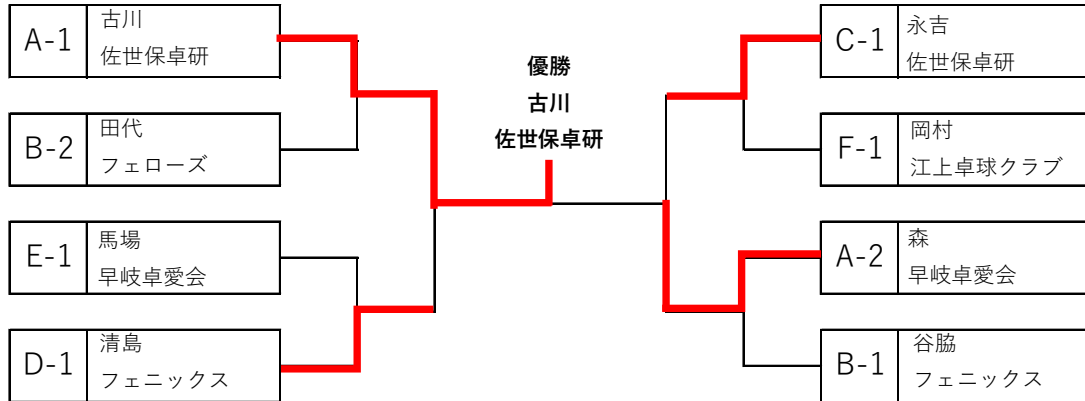 A-1
古川
佐世保卓研
B-2
田代
フェローズ
E-1
馬場
早岐卓愛会
D-1
清島
フェニックス
優勝
古川
佐世保卓研
C-1
永吉
佐世保卓研
F-1
岡村
江上卓球クラブ
A-2
森
早岐卓愛会
B-1
谷脇
フェニックス